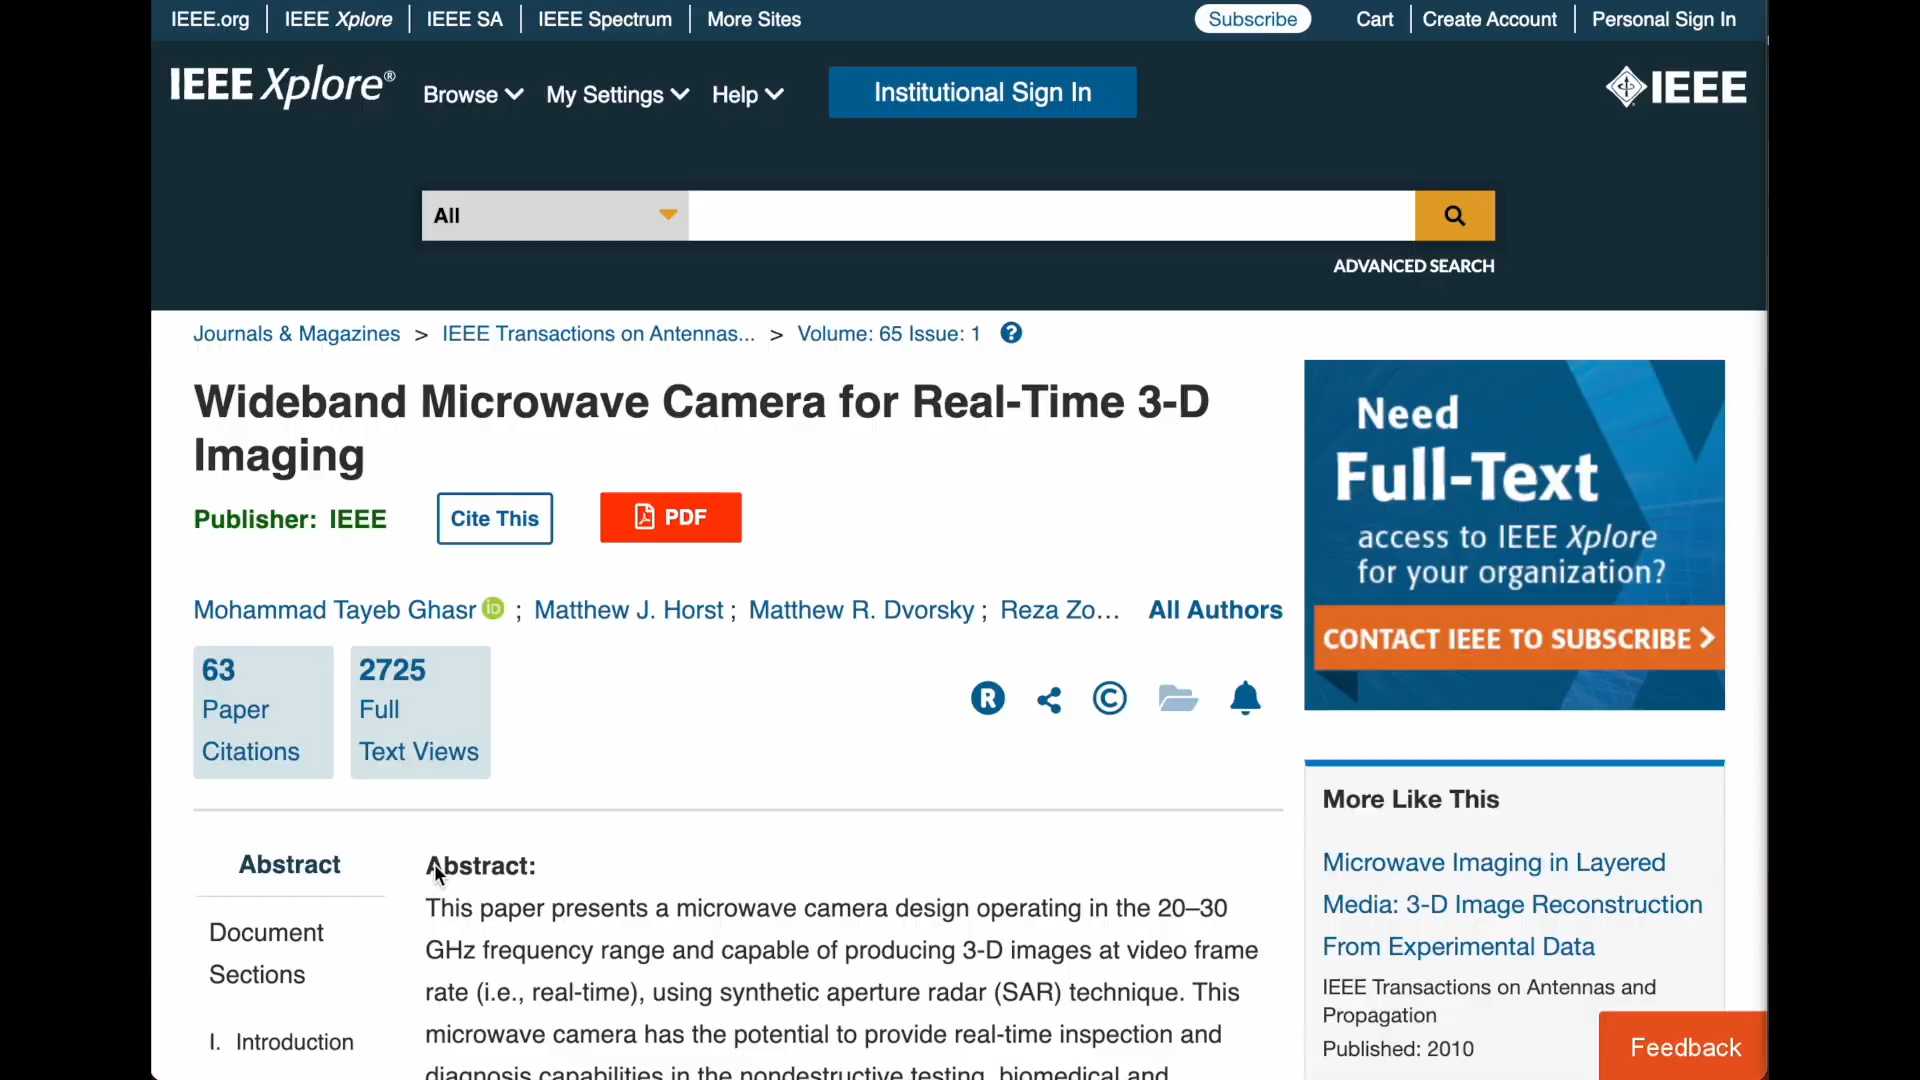 IEEE.org IEEE Xplore IEEE SA IEEE Spectrum More Sites Subscribe Cart Create Account Personal Sign In
IEEE Xplore® Browse My Settings Help Institutional Sign In IEEE
All
ADVANCED SEARCH
Journals & Magazines > IEEE Transactions on Antennas... > Volume: 65 Issue: 1
Wideband Microwave Camera for Real-Time 3-D
Imaging
Publisher: IEEE Cite This PDF
Mohammad Tayeb Ghasr iD ; Matthew J. Horst ; Matthew R. Dvorsky ; Reza Zo... All Authors
63
Paper
Citations
2725
Full
Text Views
R
©
Need
Full-Text
access to IEEE Xplore
for your organization?
CONTACT IEEE TO SUBSCRIBE >
Abstract
Document
Sections
I. Introduction
Abstract:
This paper presents a microwave camera design operating in the 20–30
GHz frequency range and capable of producing 3-D images at video frame
rate (i.e., real-time), using synthetic aperture radar (SAR) technique. This
microwave camera has the potential to provide real-time inspection and
diagnosis capabilities in the nondestructive testing, biomedical and
More Like This
Microwave Imaging in Layered
Media: 3-D Image Reconstruction
From Experimental Data
IEEE Transactions on Antennas and
Propagation
Published: 2010
Feedback